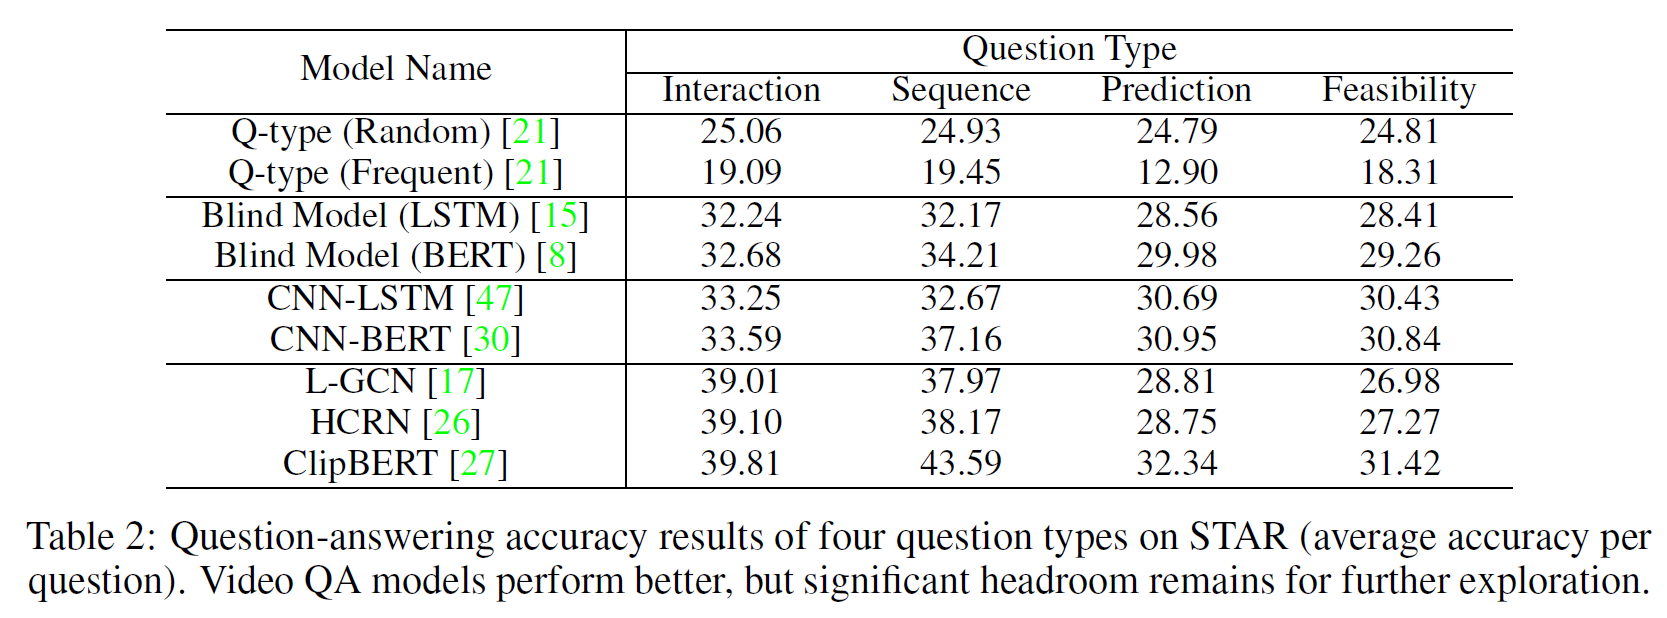 Model Name Question Type
Interaction Sequence Prediction Feasibility
Q-type (Random) [21] 25.06 24.93 24.79 24.81
Q-type (Frequent) [21] 19.09 19.45 12.90 18.31
Blind Model (LSTM) [15] 32.24 32.17 28.56 28.41
Blind Model (BERT) [8] 32.68 34.21 29.98 29.26
CNN-LSTM [47] 33.25 32.67 30.69 30.43
CNN-BERT [30] 33.59 37.16 30.95 30.84
L-GCN [17] 39.01 37.97 28.81 26.98
HCRN [26] 39.10 38.17 28.75 27.27
ClipBERT [27] 39.81 43.59 32.34 31.42
Table 2: Question-answering accuracy results of four question types on STAR (average accuracy per
question). Video QA models perform better, but significant headroom remains for further exploration.